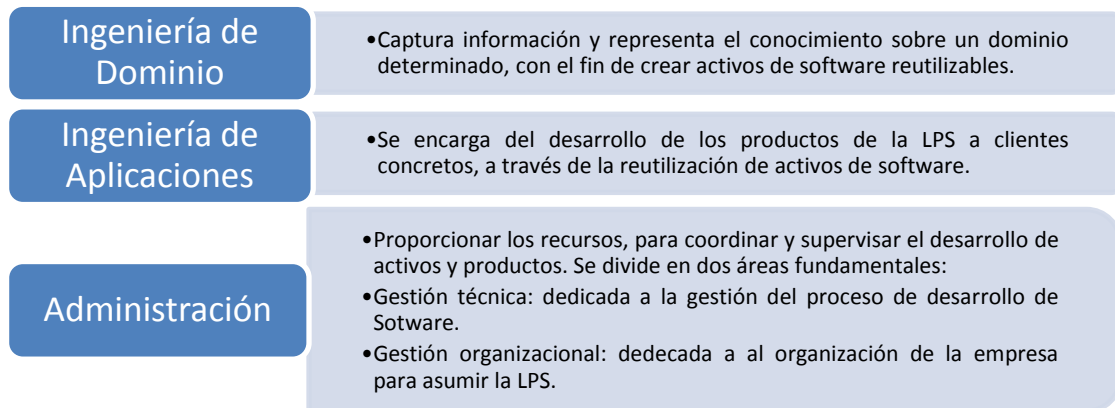 Ingeniería de
Dominio
•Captura información y representa el conocimiento sobre un dominio
determinado, con el fin de crear activos de software reutilizables.
Ingeniería de
Aplicaciones
•Se encarga del desarrollo de los productos de la LPS a clientes
concretos, a través de la reutilización de activos de software.
Administración
•Proporcionar los recursos, para coordinar y supervisar el desarrollo de
activos y productos. Se divide en dos áreas fundamentales:
•Gestión técnica: dedicada a la gestión del proceso de desarrollo de
Sotware.
•Gestión organizacional: dedecada a al organización de la empresa
para asumir la LPS.